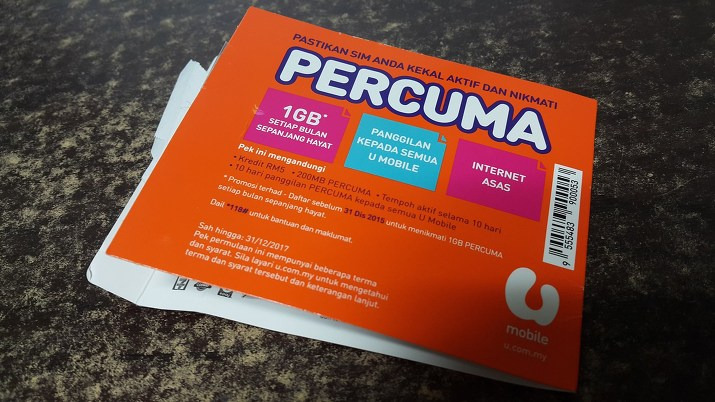 PASTIKAN SIM ANDA KEKAL AKTIF DAN NIKMATI
PERCUMA
1GB*
SETIAP BULAN
SEPANJANG HAYAT
PANGGILAN
KEPADA SEMUA
U MOBILE
INTERNET
ASAS
Pek ini mengandungi
• Kredit RM5 • 200MB PERCUMA • Tempoh aktif selama 10 hari
• 10 hari panggilan PERCUMA kepada semua U Mobile
* Promosi terhad - Daftar sebelum 31 Dis 2015 untuk menikmati 1GB PERCUMA
setiap bulan sepanjang hayat.
Dail *118# untuk bantuan dan maklumat.
Sah hingga: 31/12/2017
Pek permulaan ini mempunyai beberapa terma
dan syarat. Sila layari u.com.my untuk mengetahui
terma dan syarat tersebut dan keterangan lanjut.
9 555483 900052
U
mobile
u.com.my